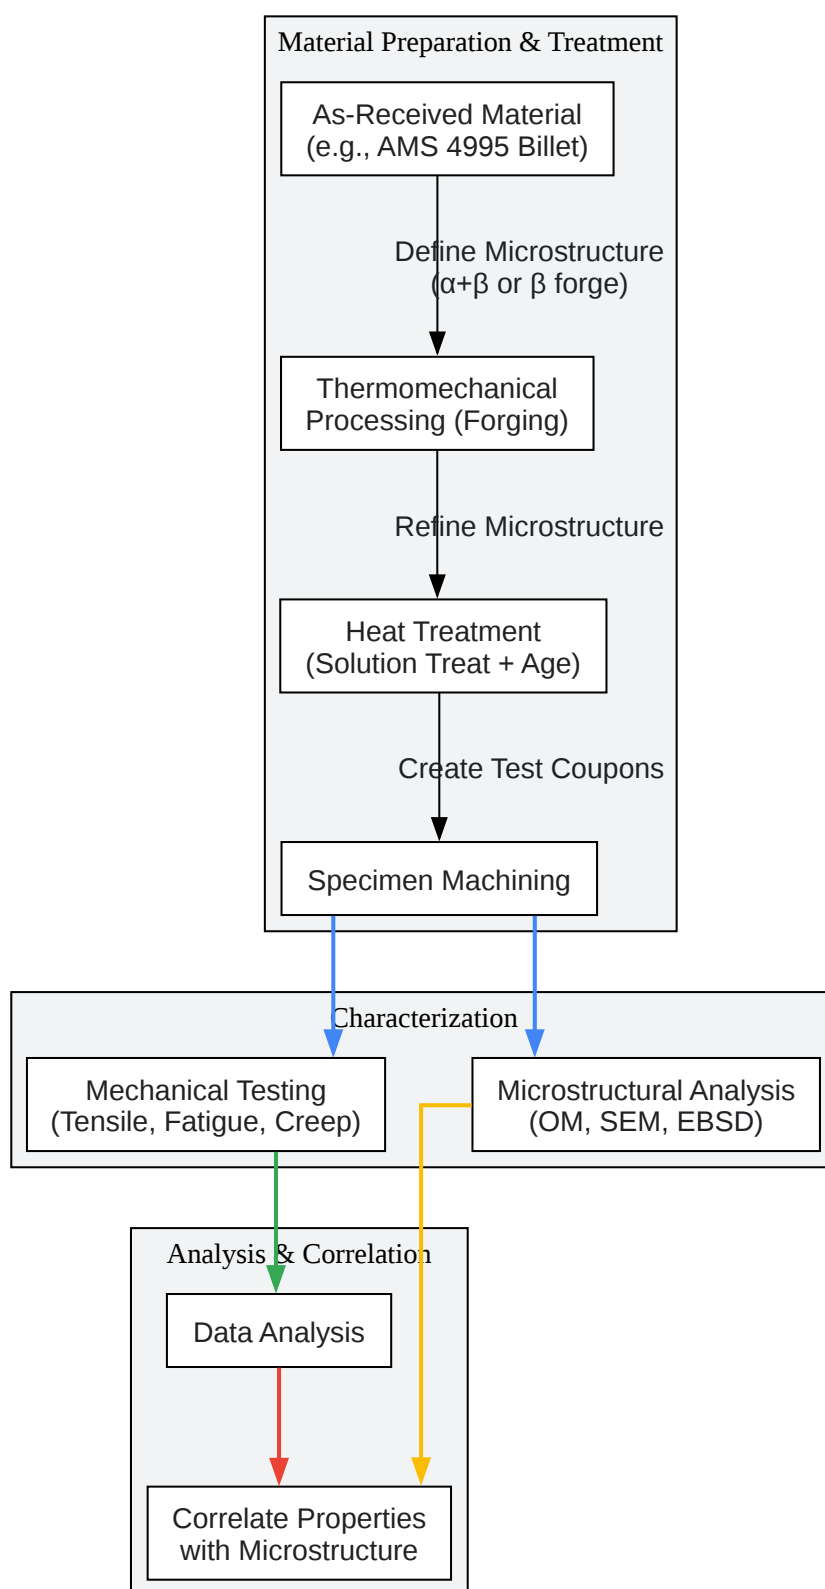 Material Preparation & Treatment
As-Received Material
(e.g., AMS 4995 Billet)
Define Microstructure
(α+β or β forge)
Thermomechanical
Processing (Forging)
Refine Microstructure
Heat Treatment
(Solution Treat + Age)
Create Test Coupons
Specimen Machining
Characterization
Mechanical Testing
(Tensile, Fatigue, Creep)
Microstructural Analysis
(OM, SEM, EBSD)
Analysis & Correlation
Data Analysis
Correlate Properties
with Microstructure